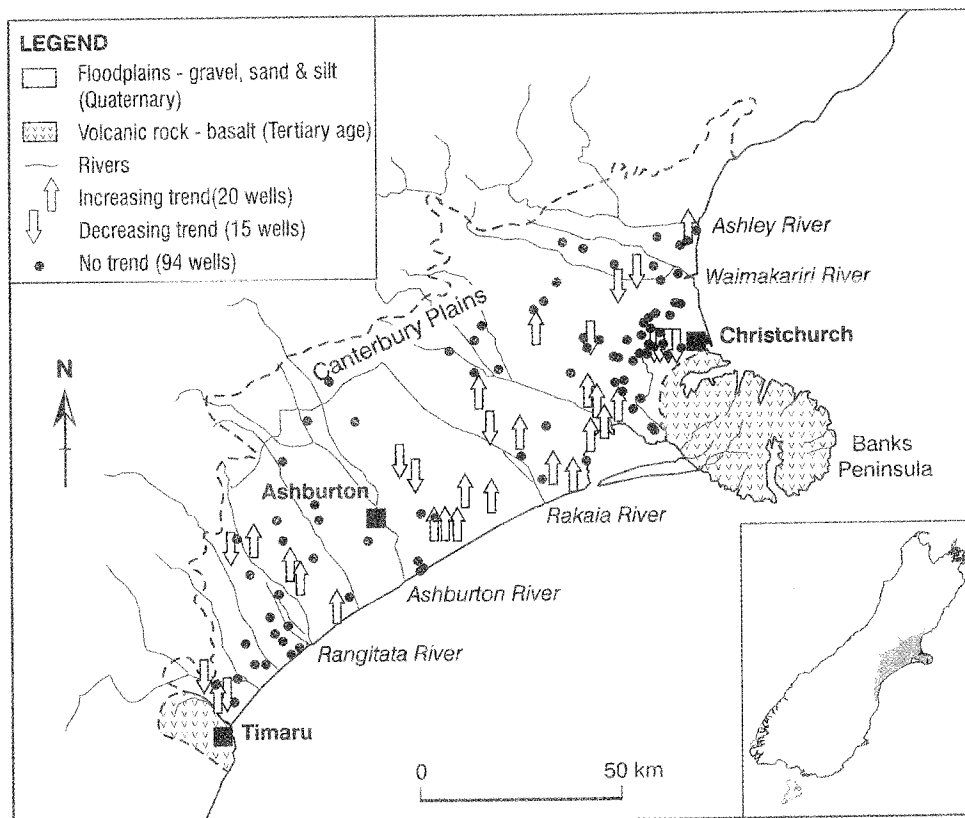 LEGEND
Floodplains - gravel, sand & silt
(Quaternary)
Volcanic rock - basalt (Tertiary age)
Rivers
Increasing trend(20 wells)
Decreasing trend (15 wells)
No trend (94 wells)
Ashley River
Waimakariri River
Canterbury Plains
Christchurch
N
Banks
Peninsula
Ashburton
Rakaia River
Ashburton River
Rangitata River
Timaru
0 50 km